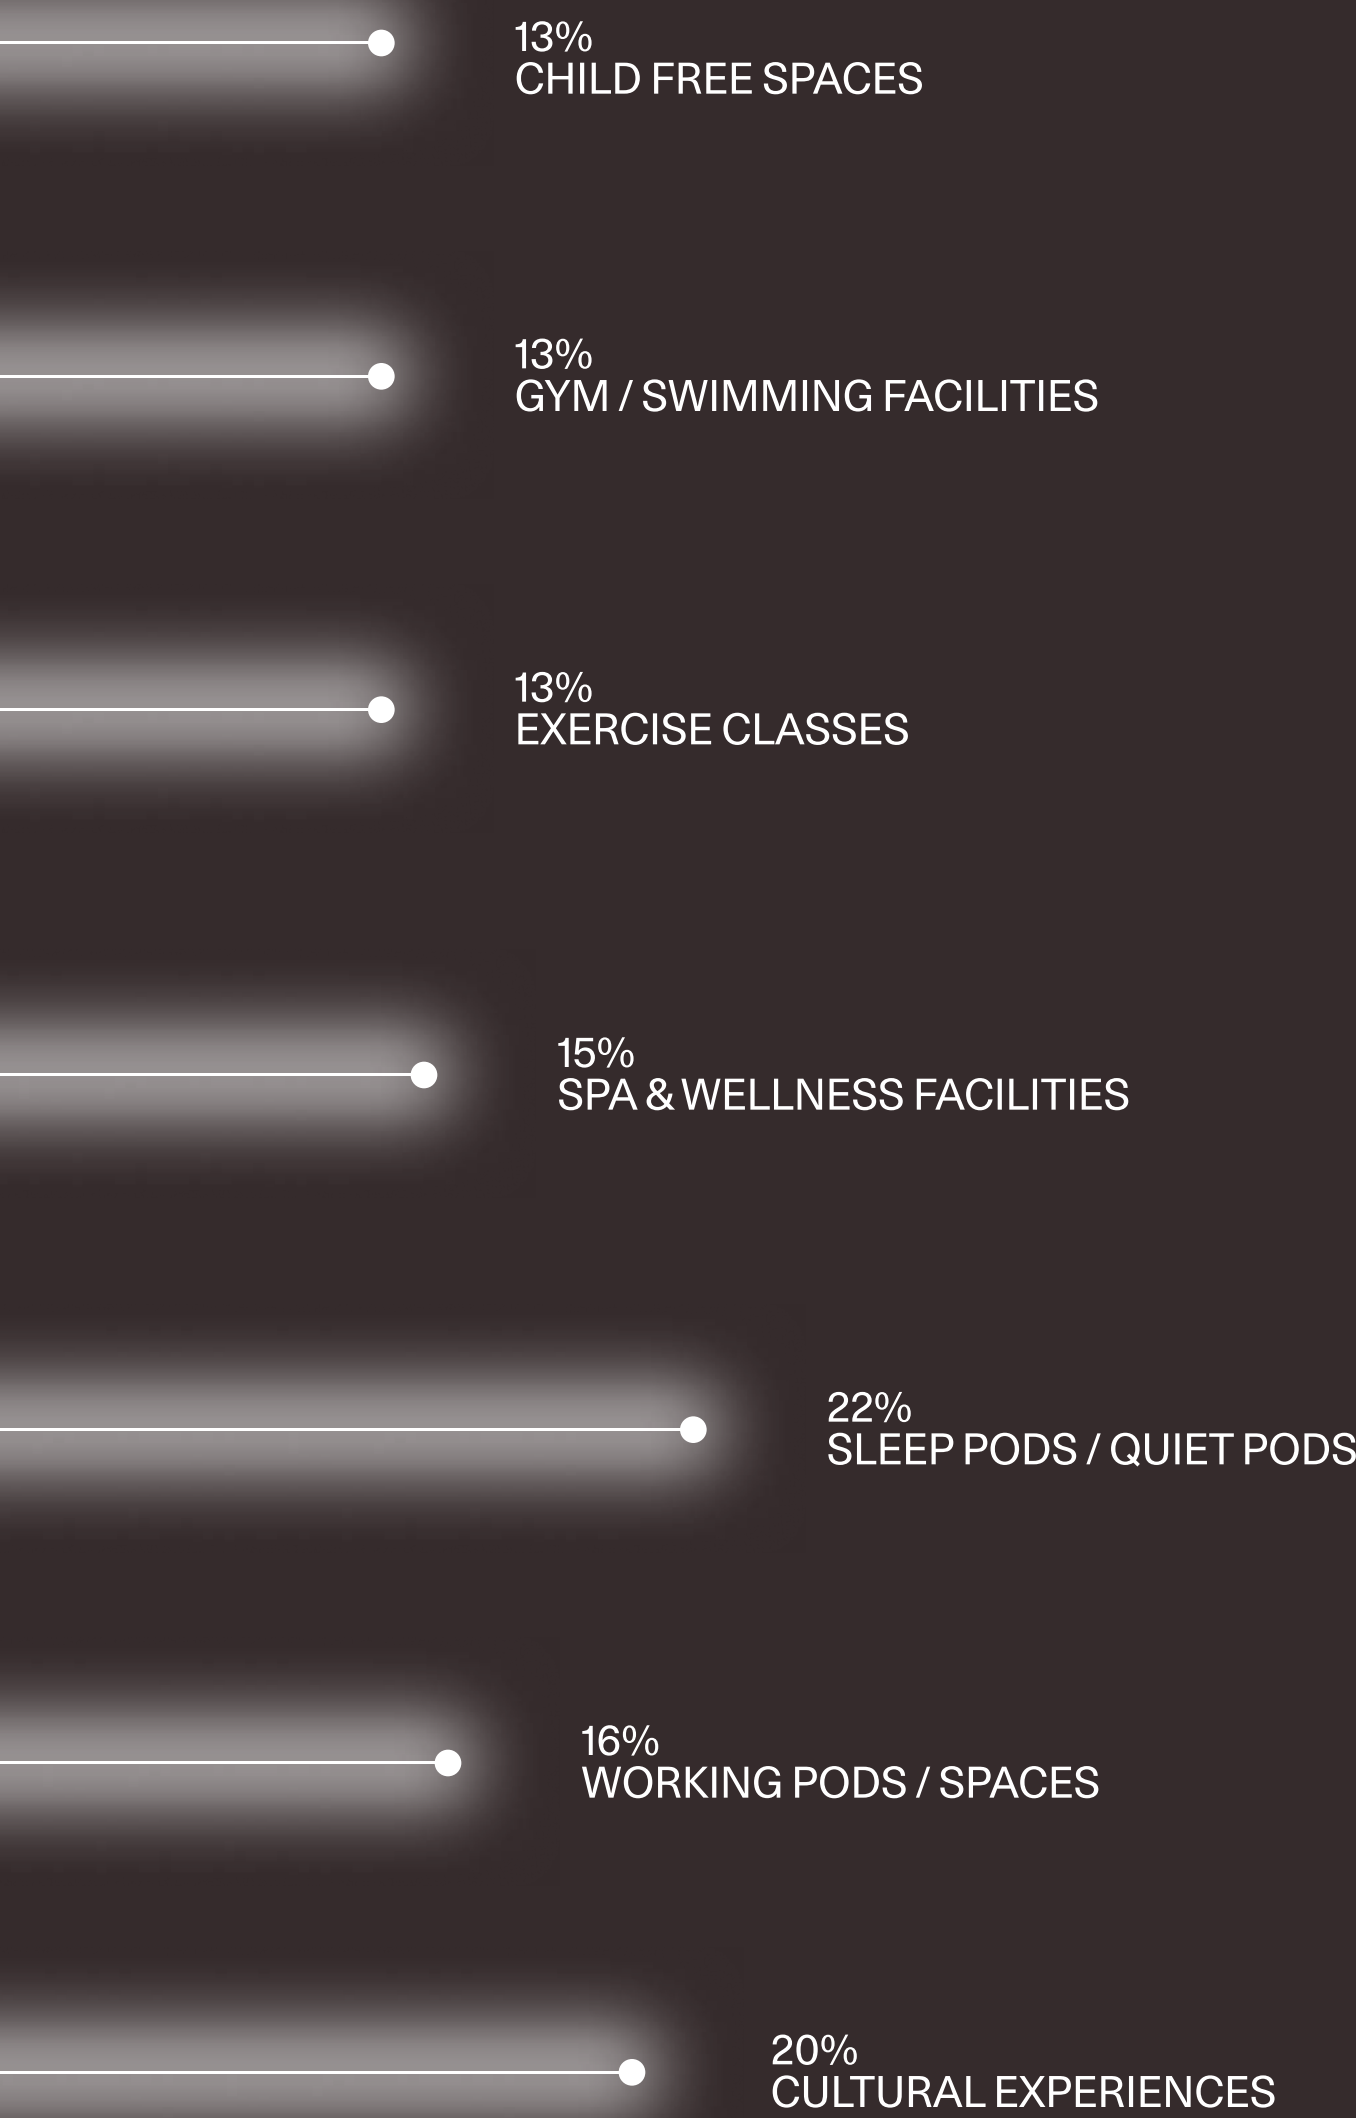 13%
CHILD FREE SPACES
13%
GYM / SWIMMING FACILITIES
13%
EXERCISE CLASSES
15%
SPA & WELLNESS FACILITIES
22%
SLEEP PODS / QUIET PODS
16%
WORKING PODS / SPACES
20%
CULTURAL EXPERIENCES